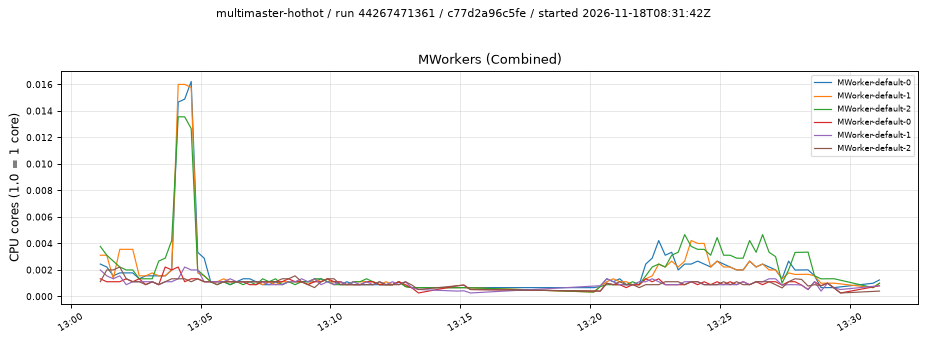 multimaster-hothot / run 44267471361 / c77d2a96c5fe / started 2026-11-18T08:31:42Z
MWorkers (Combined)
CPU cores (1.0 = 1 core)
0.016
0.014
0.012
0.010
0.008
0.006
0.004
0.002
0.000
MWorker-default-0
MWorker-default-1
MWorker-default-2
MWorker-default-0
MWorker-default-1
MWorker-default-2
13:00
13:05
13:10
13:15
13:20
13:25
13:30